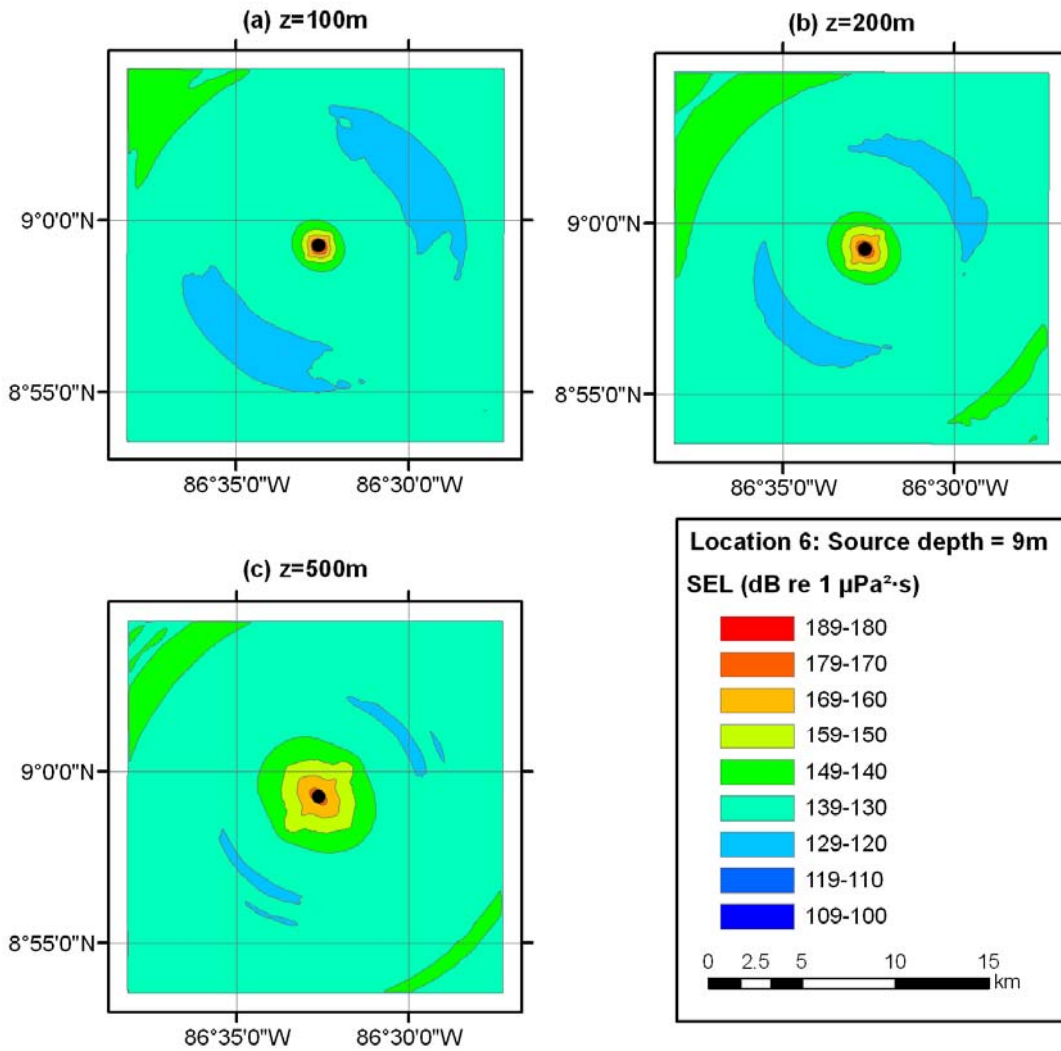 (a) z=100m
9°0'0"N
8°55'0"N
86°35'0"W 86°30'0"W
(b) z=200m
9°0'0"N
8°55'0"N
86°35'0"W 86°30'0"W
(c) z=500m
9°0'0"N
8°55'0"N
86°35'0"W 86°30'0"W
Location 6: Source depth = 9m
SEL (dB re 1 µPa²·s)
189-180
179-170
169-160
159-150
149-140
139-130
129-120
119-110
109-100
0 2.5 5 10 15
km